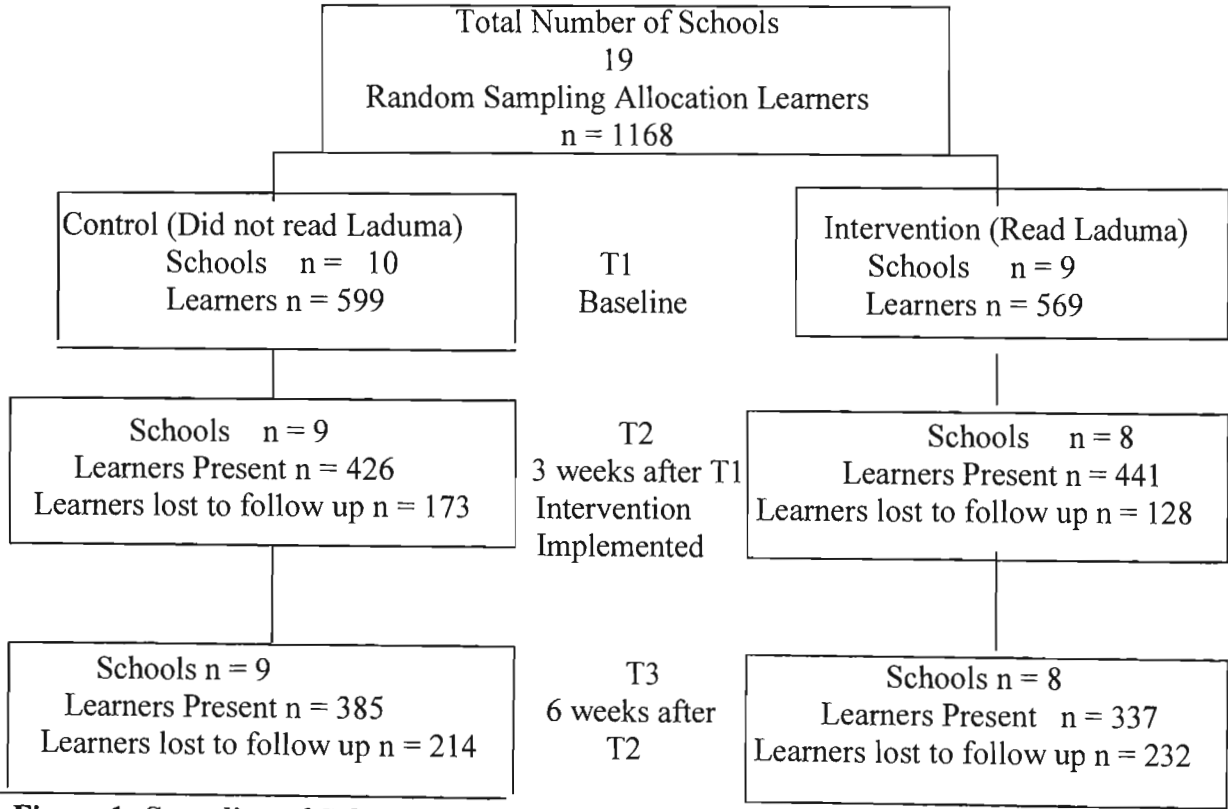 Total Number of Schools
19
Random Sampling Allocation Learners
n = 1168
Control (Did not read Laduma)
Schools n = 10
Learners n = 599
T1
Baseline
Intervention (Read Laduma)
Schools n = 9
Learners n = 569
Schools n = 9
Learners Present n = 426
Learners lost to follow up n = 173
T2
3 weeks after T1
Intervention
Implemented
Schools n = 8
Learners Present n = 441
Learners lost to follow up n = 128
Schools n = 9
Learners Present n = 385
Learners lost to follow up n = 214
T3
6 weeks after
T2
Schools n = 8
Learners Present n = 337
Learners lost to follow up n = 232